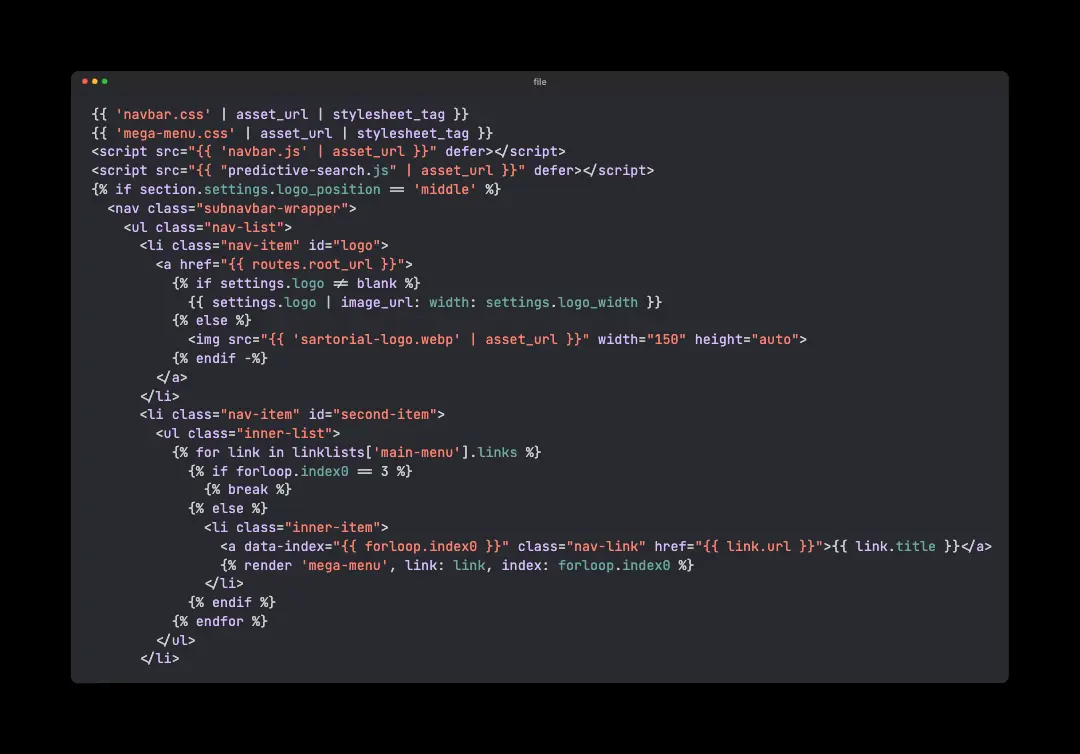 file
{{ 'navbar.css' | asset_url | stylesheet_tag }}
{{ 'mega-menu.css' | asset_url | stylesheet_tag }}
<script src="{{ 'navbar.js' | asset_url }}" defer></script>
<script src="{{ "predictive-search.js" | asset_url }}" defer></script>
{% if section.settings.logo_position == 'middle' %}
  <nav class="subnavbar-wrapper">
    <ul class="nav-list">
      <li class="nav-item" id="logo">
        <a href="{{ routes.root_url }}">
          {% if settings.logo != blank %}
            {{ settings.logo | image_url: width: settings.logo_width }}
          {% else %}
            <img src="{{ 'sartorial-logo.webp' | asset_url }}" width="150" height="auto">
          {% endif -%}
        </a>
      </li>
      <li class="nav-item" id="second-item">
        <ul class="inner-list">
          {% for link in linklists['main-menu'].links %}
            {% if forloop.index0 == 3 %}
              {% break %}
            {% else %}
              <li class="inner-item">
                <a data-index="{{ forloop.index0 }}" class="nav-link" href="{{ link.url }}">{{ link.title }}</a>
                {% render 'mega-menu', link: link, index: forloop.index0 %}
              </li>
            {% endif %}
          {% endfor %}
        </ul>
      </li>